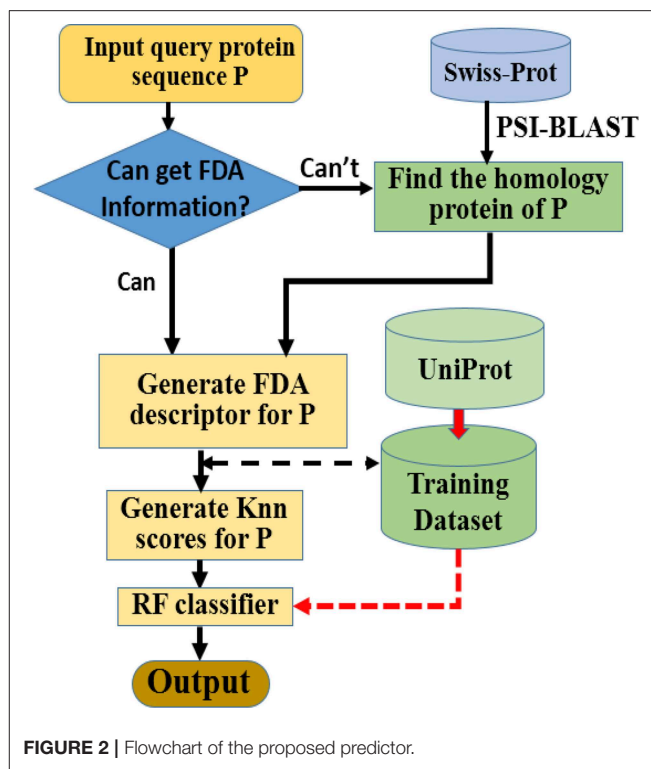 Input query protein
sequence P
Swiss-Prot
PSI-BLAST
Can get FDA
Information?
Can't
Find the homology
protein of P
Can
Generate FDA
descriptor for P
UniProt
Training
Dataset
Generate Knn
scores for P
RF classifier
Output
FIGURE 2 | Flowchart of the proposed predictor.